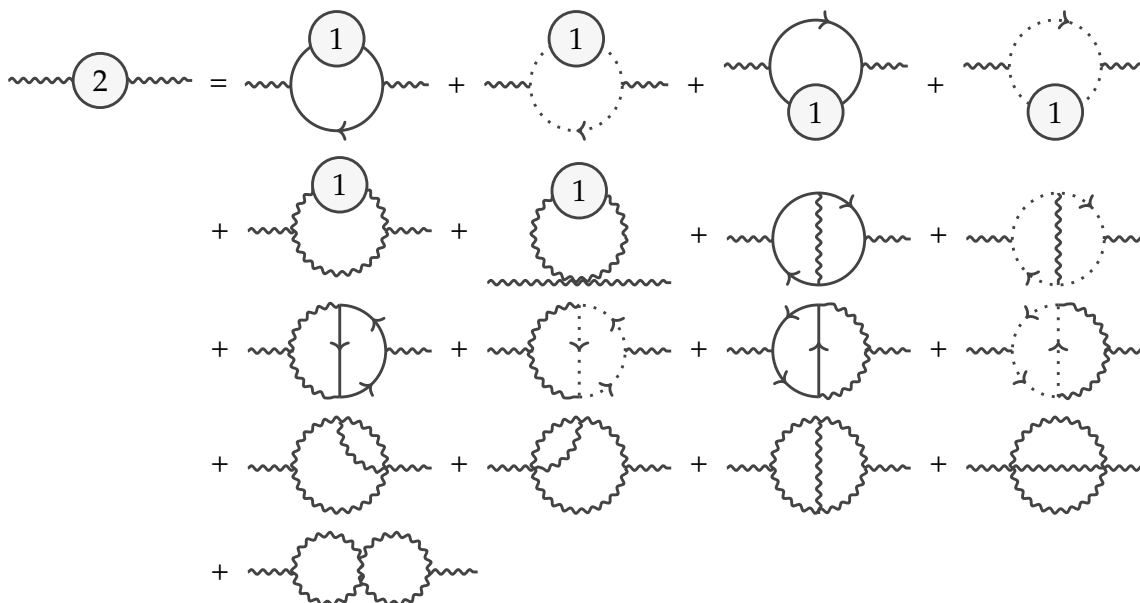 2 = 1 + 1 + 1 + 1
+ 1 + 1 + +
+ + + +
+ + + +
+